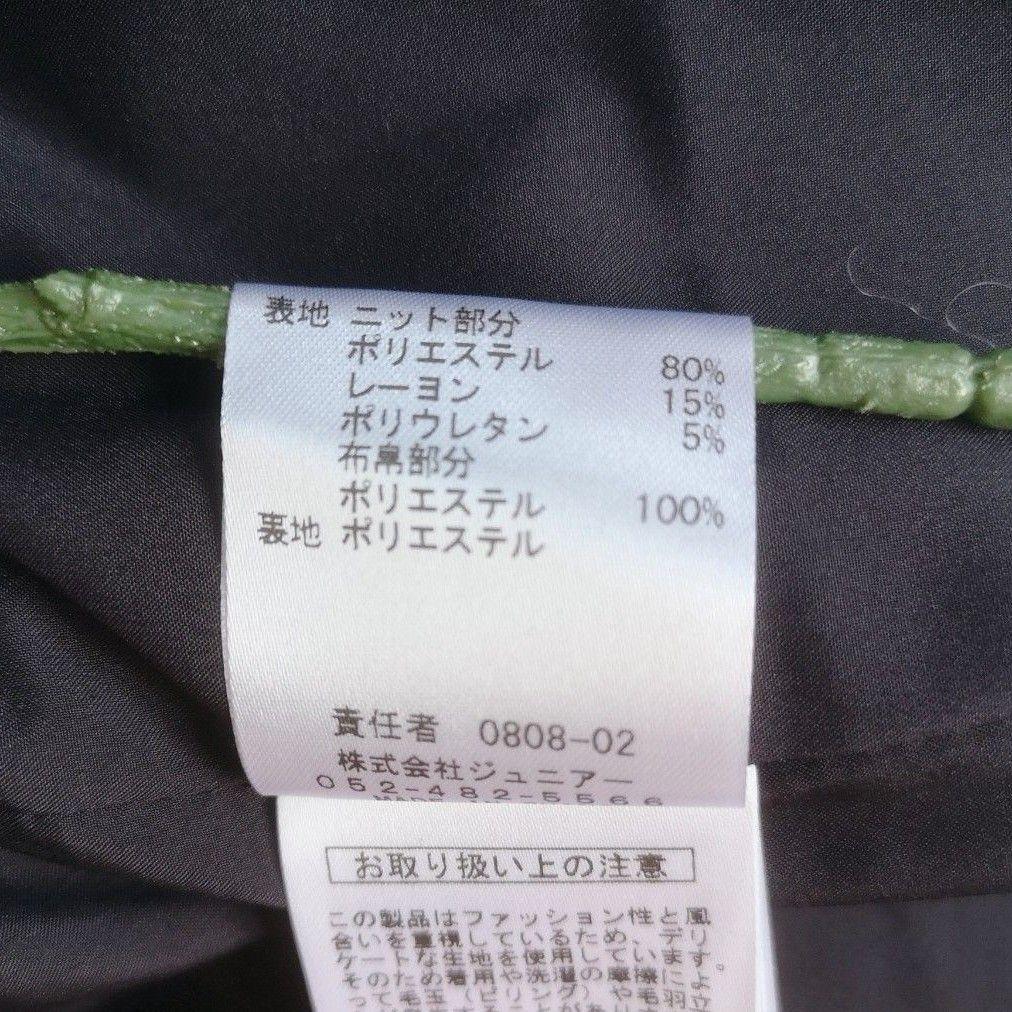 表地 ニット部分
ポリエステル 80%
レーヨン 15%
ポリウレタン 5%
布帛部分
ポリエステル 100%
裏地 ポリエステル
責任者 0808-02
株式会社ジュニアー
052-482-5566
MADE
お取り扱い上の注意
この製品はファッション性と風
合いを重視しているため、デリ
ケートな生地を使用しています。
そのため着用や洗濯の摩擦によ
って毛玉（ピリング）や毛羽立